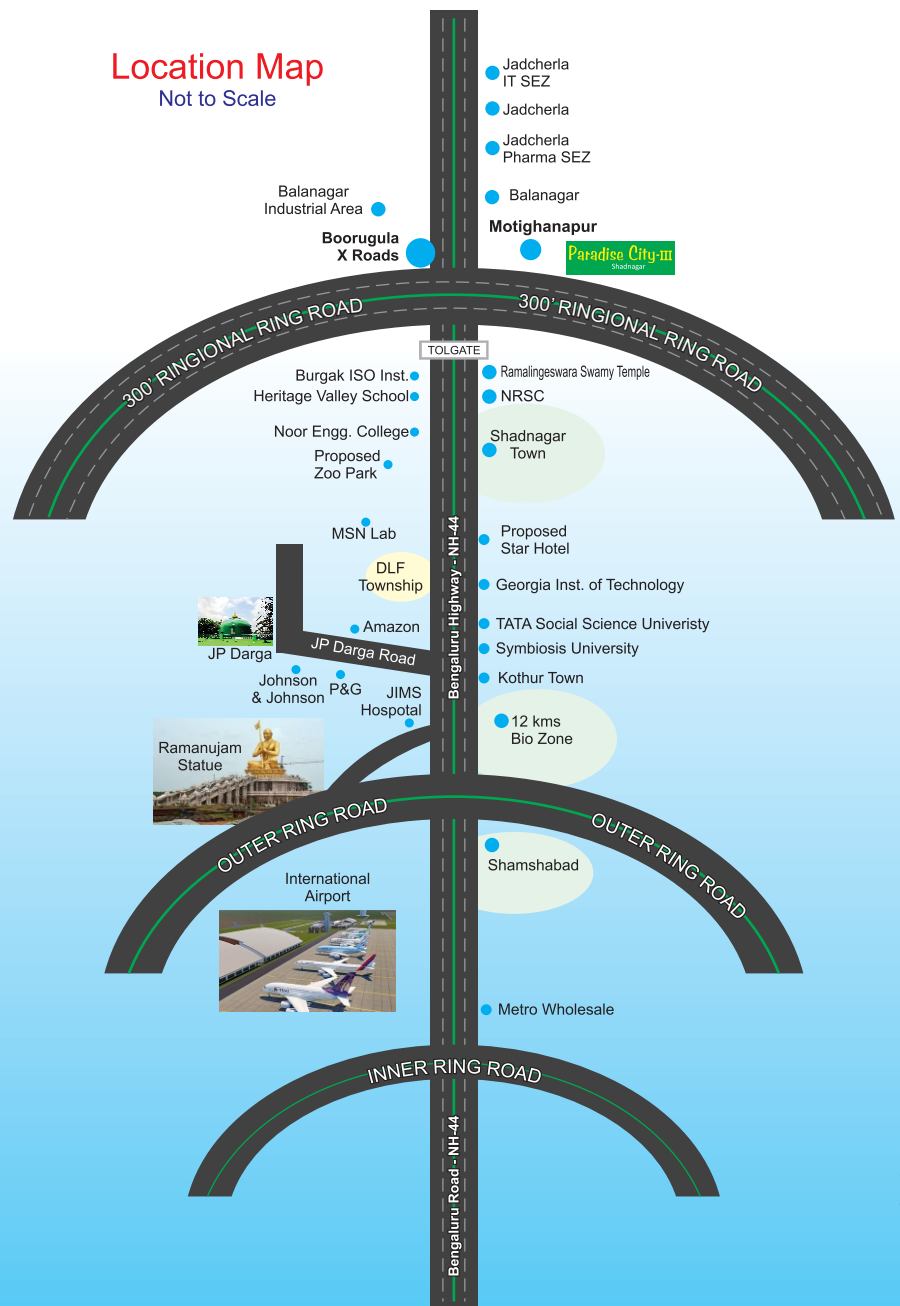 Location Map
Not to Scale
Jadcherla
IT SEZ
Jadcherla
Jadcherla
Pharma SEZ
Balanagar
Industrial Area
Balanagar
Boorugula
X Roads
Motighanapur
Paradise City-III
Shadnagar
300' RINGIONAL RING ROAD
300' RINGIONAL RING ROAD
TOLGATE
Burgak ISO Inst.
Ramalingeswara Swamy Temple
Heritage Valley School
NRSC
Noor Engg. College
Shadnagar
Town
Proposed
Zoo Park
MSN Lab
Proposed
Star Hotel
Bengaluru Highway - NH-44
DLF
Township
Georgia Inst. of Technology
Amazon
TATA Social Science Univeristy
JP Darga
JP Darga Road
Symbiosis University
Johnson
& Johnson
P&G
Kothur Town
JIMS
Hospotal
12 kms
Bio Zone
Ramanujam
Statue
OUTER RING ROAD
OUTER RING ROAD
Shamshabad
International
Airport
Metro Wholesale
INNER RING ROAD
Bengaluru Road - NH-44